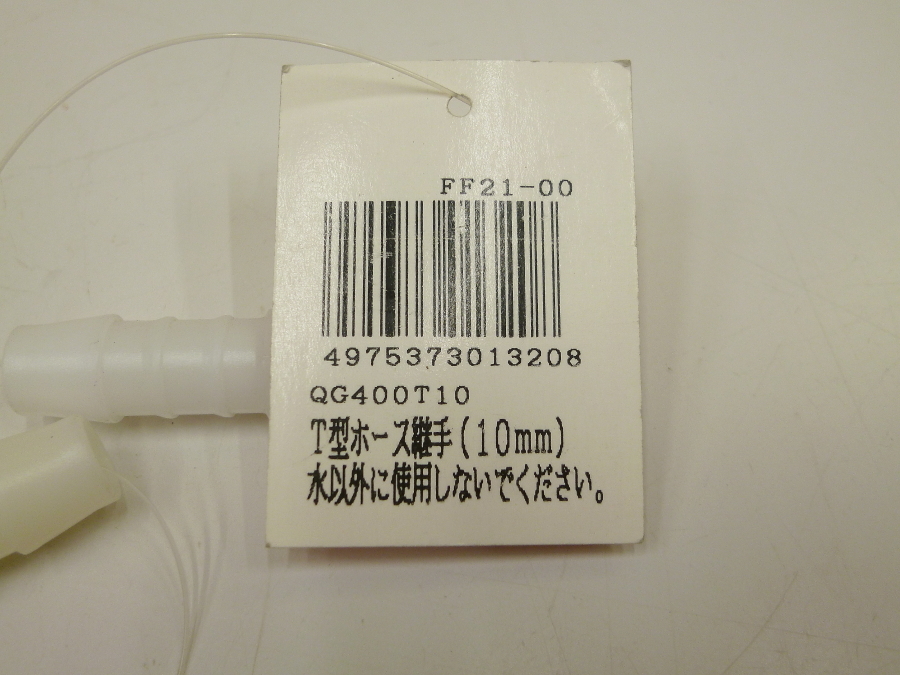 FF21-00
4975373013208
QG400T10
T型ホース継手(10mm)
水以外に使用しないでください。